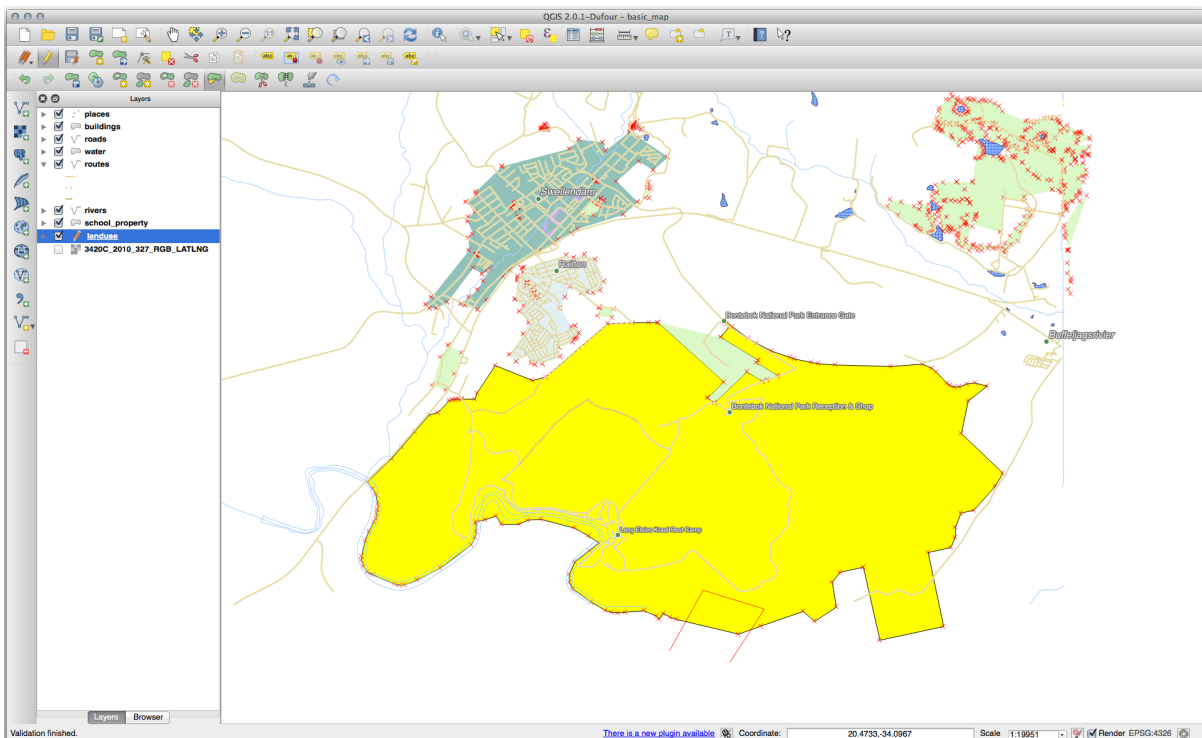 QGIS 2.0.1-Dufour - basic_map
Layers
places
buildings
roads
water
routes
rivers
school_property
landuse
3420C_2010_327_RGB_LATLNG
Swellendam
Railton
Bontebok National Park Entrance Gate
Buffeljagsrivier
Bontebok National Park Reception & Shop
Lang Elsies Kraal Rest Camp
Layers
Browser
Validation finished.
There is a new plugin available
Coordinate:
20.4733,-34.0967
Scale
1:19951
Render
EPSG:4326